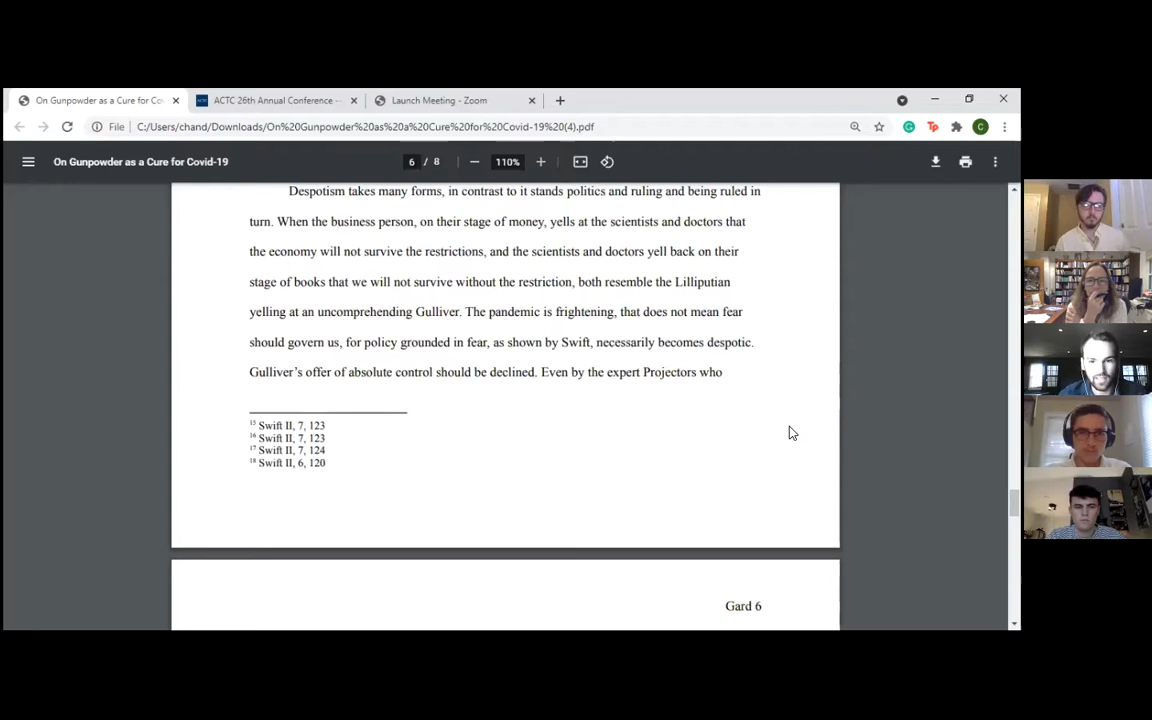 On Gunpowder as a Cure for Co
ACTC 26th Annual Conference --
Launch Meeting - Zoom
File
C:/Users/chand/Downloads/On%20Gunpowder%20as%20a%20Cure%20for%20Covid-19%20(4).pdf
On Gunpowder as a Cure for Covid-19
6 / 8
110%
Despotism takes many forms, in contrast to it stands politics and ruling and being ruled in
turn. When the business person, on their stage of money, yells at the scientists and doctors that
the economy will not survive the restrictions, and the scientists and doctors yell back on their
stage of books that we will not survive without the restriction, both resemble the Lilliputian
yelling at an uncomprehending Gulliver. The pandemic is frightening, that does not mean fear
should govern us, for policy grounded in fear, as shown by Swift, necessarily becomes despotic.
Gulliver's offer of absolute control should be declined. Even by the expert Projectors who
15 Swift II, 7, 123
16 Swift II, 7, 123
17 Swift II, 7, 124
18 Swift II, 6, 120
Gard 6